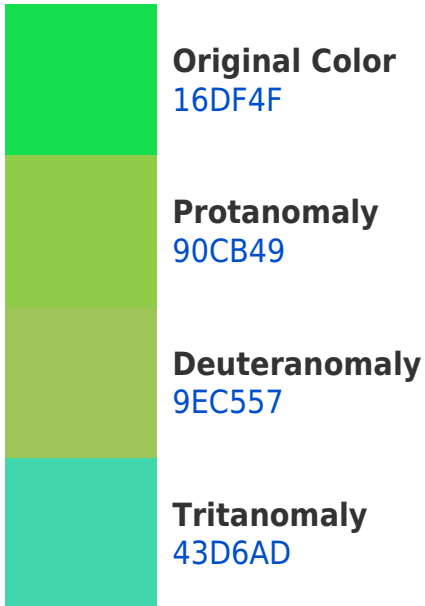 Original Color
16DF4F
Protanomaly
90CB49
Deuteranomaly
9EC557
Tritanomaly
43D6AD